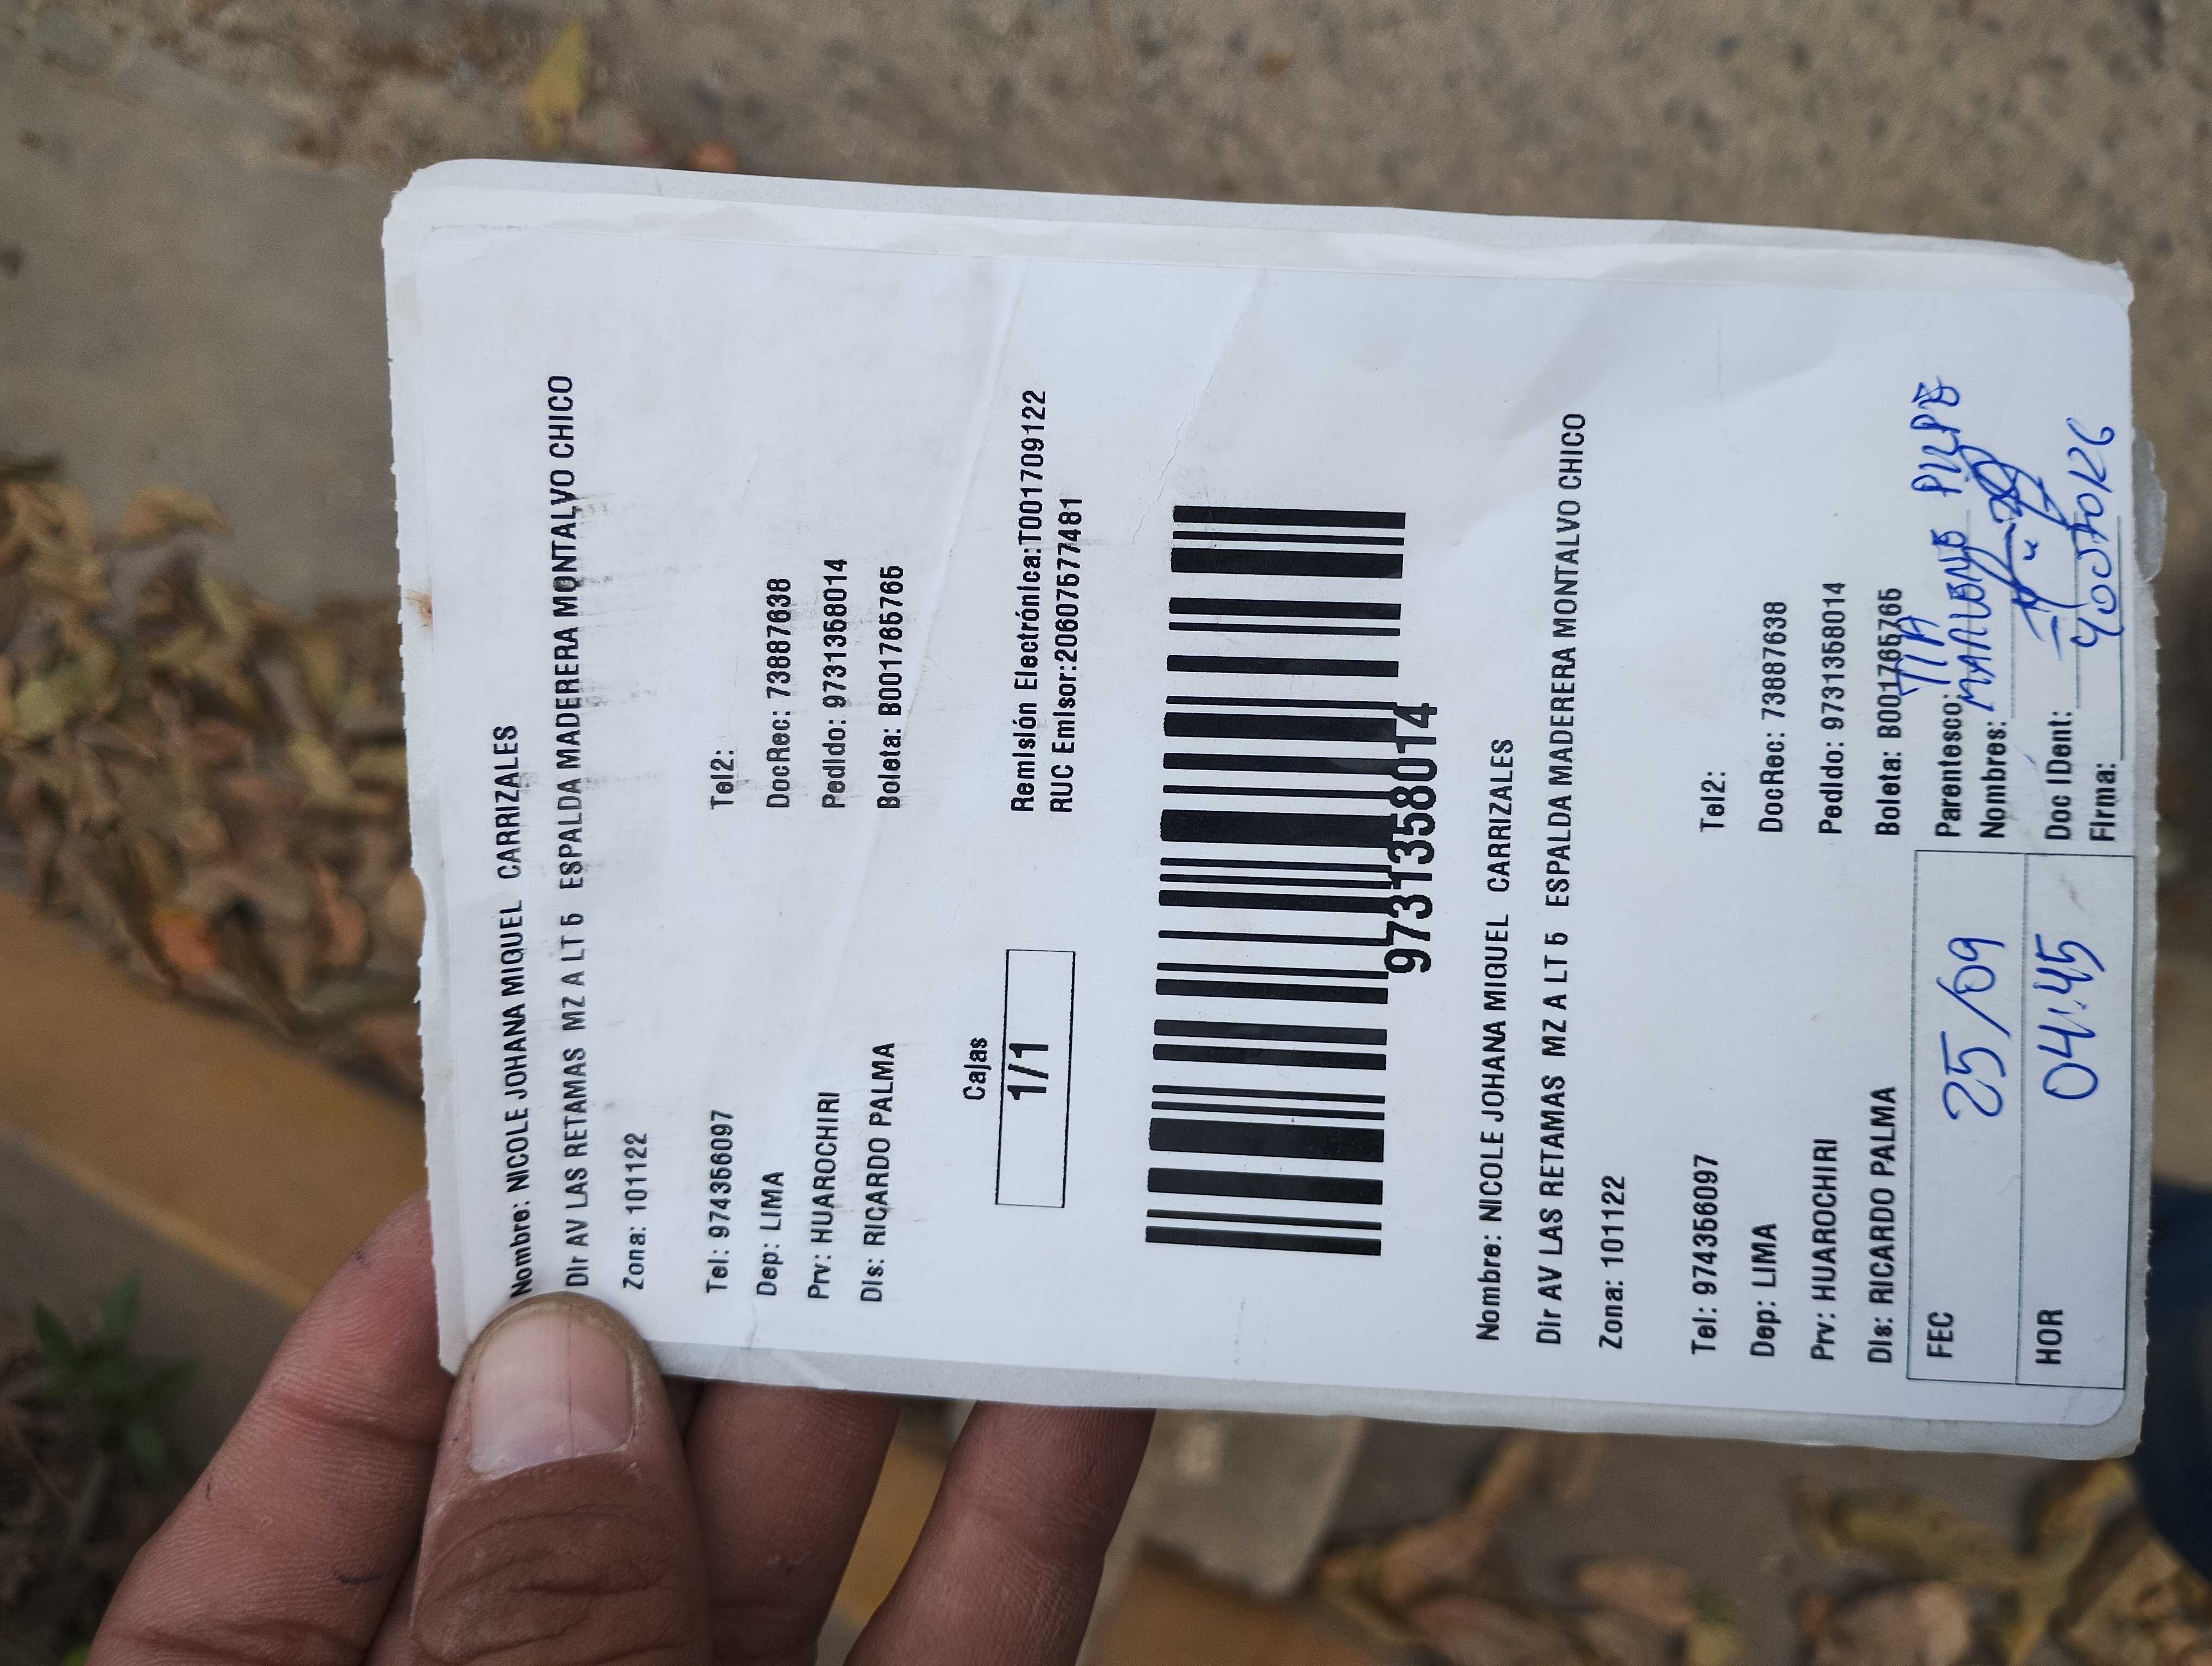 Nombre: NICOLE JOHANA MIQUEL CARRIZALES
Dir AV LAS RETAMAS MZ A LT 5 ESPALDA MADERERA MONTALVO CHICO
Zona: 101122
Tel: 974356097 Tel2:
Dep: LIMA DocRec: 73887638
Prv: HUAROCHIRI Pedido: 9731358014
Dis: RICARDO PALMA Boleta: B001765765
Cajas
1/1
Remisión Electrónica:T001709122
RUC Emisor:20607577481
9731358014
Nombre: NICOLE JOHANA MIQUEL CARRIZALES
Dir AV LAS RETAMAS MZ A LT 5 ESPALDA MADERERA MONTALVO CHICO
Zona: 101122
Tel: 974356097 Tel2:
Dep: LIMA DocRec: 73887638
Prv: HUAROCHIRI Pedido: 9731358014
Dis: RICARDO PALMA Boleta: B001765765
FEC 25/09 Parentesco: TIA
Nombres:
HOR 04:45 Doc IDent:
Firma: